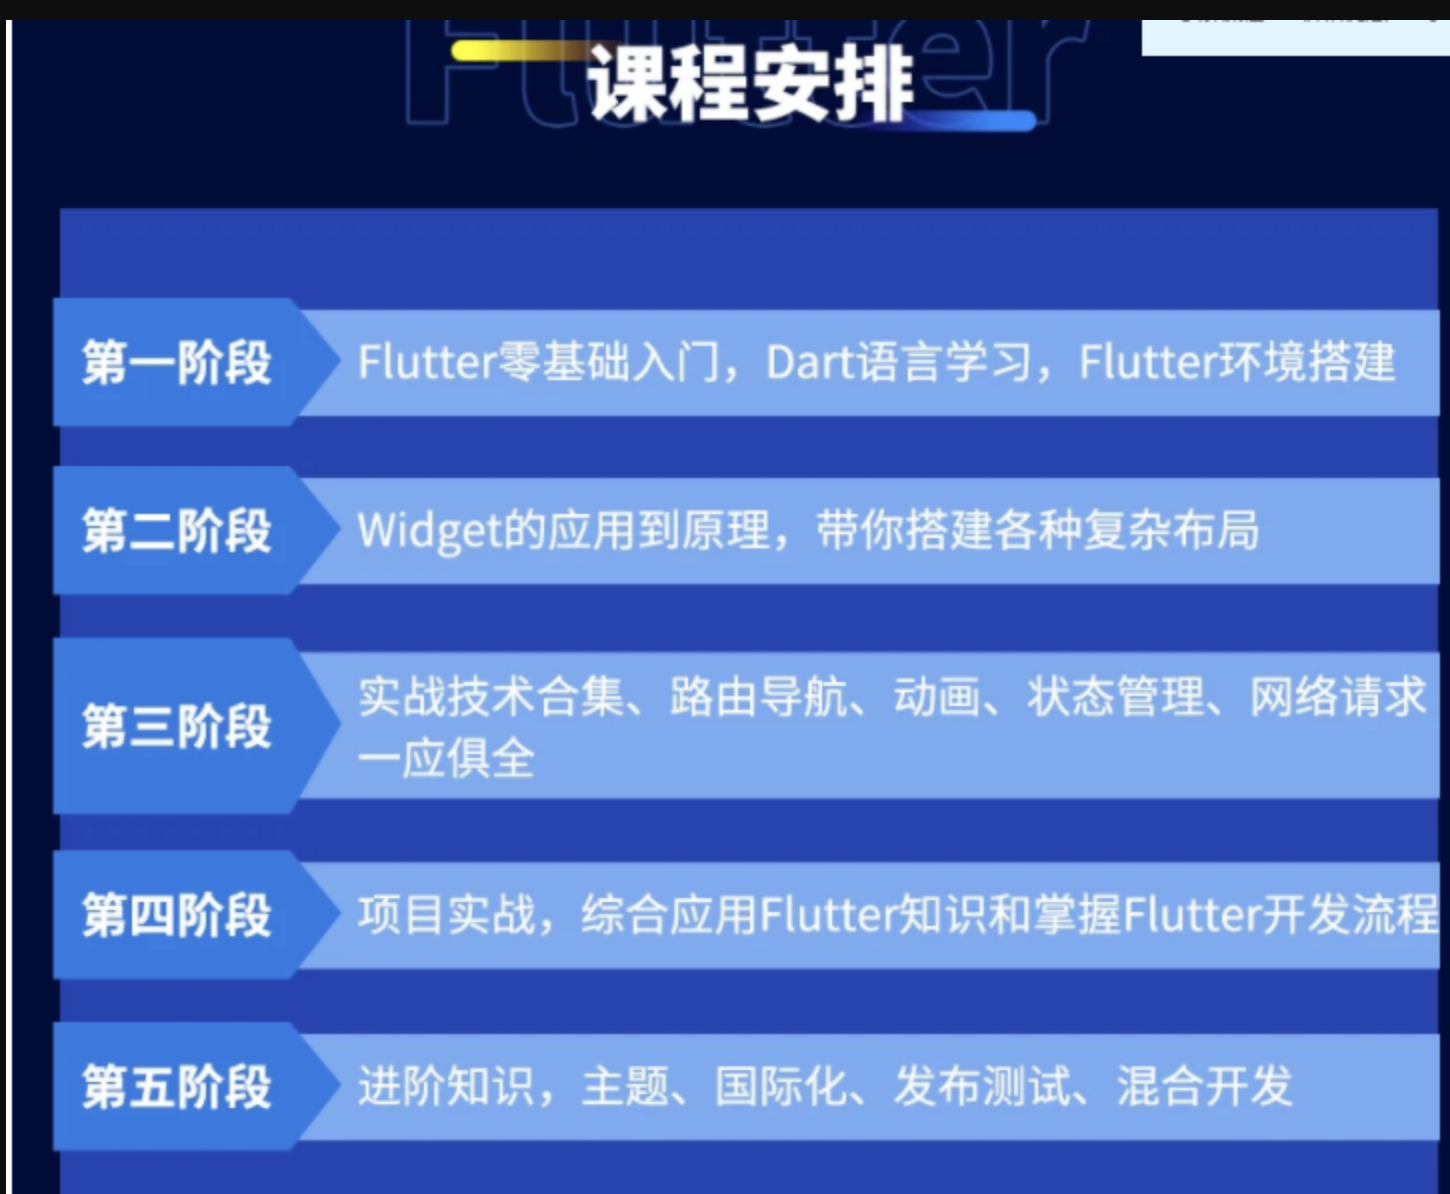 Flutter
课程安排
第一阶段
Flutter零基础入门，Dart语言学习，Flutter环境搭建
第二阶段
Widget的应用到原理，带你搭建各种复杂布局
第三阶段
实战技术合集、路由导航、动画、状态管理、网络请求
一应俱全
第四阶段
项目实战，综合应用Flutter知识和掌握Flutter开发流程
第五阶段
进阶知识，主题、国际化、发布测试、混合开发